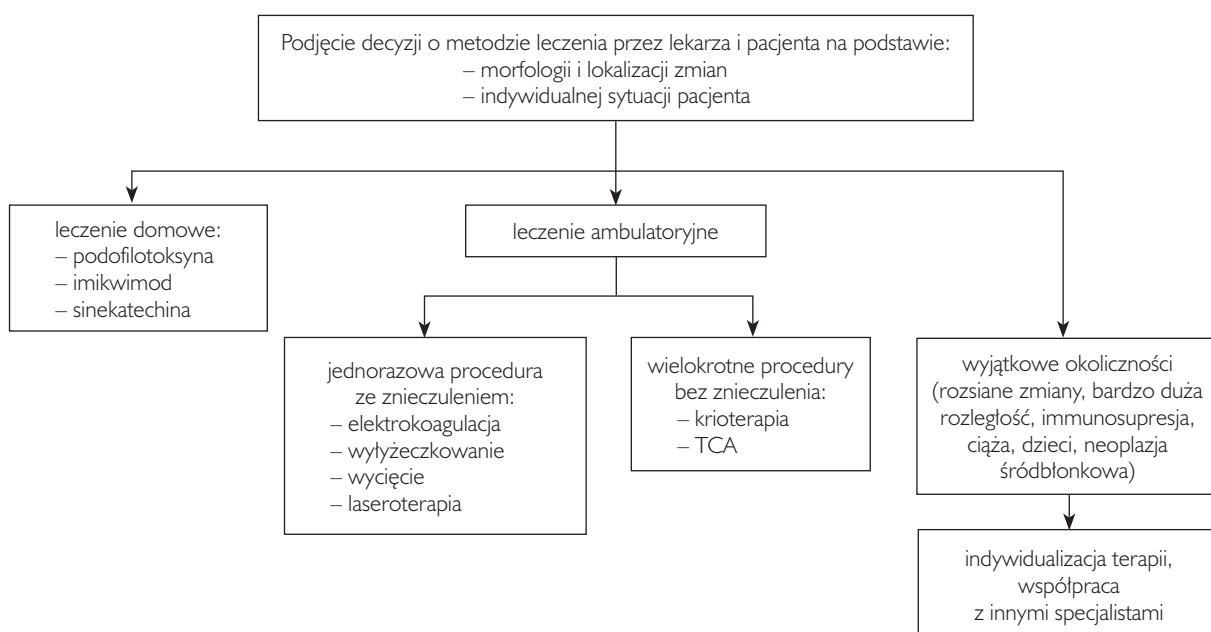 Podjęcie decyzji o metodzie leczenia przez lekarza i pacjenta na podstawie:
– morfologii i lokalizacji zmian
– indywidualnej sytuacji pacjenta
leczenie domowe:
– podofilotoksyna
– imikwimod
– sinekatechina
leczenie ambulatoryjne
jednorazowa procedura
ze znieczuleniem:
– elektrokoagulacja
– wyłyżeczkowanie
– wycięcie
– laseroterapia
wielokrotne procedury
bez znieczulenia:
– krioterapia
– TCA
wyjątkowe okoliczności
(rozsiane zmiany, bardzo duża
rozległość, immunosupresja,
ciąża, dzieci, neoplazja
śródbłonkowa)
indywidualizacja terapii,
współpraca
z innymi specjalistami